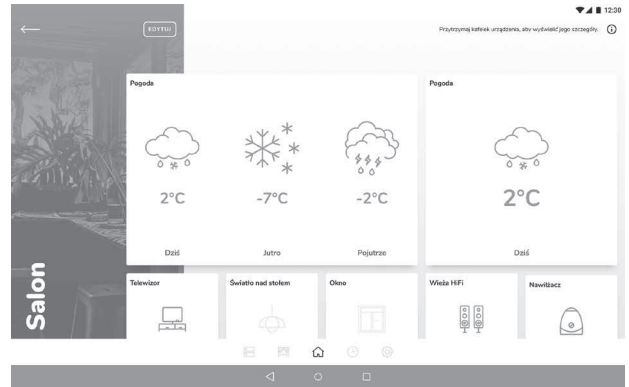 12:30
EDYTUJ
Przytrzymaj kafelek urządzenia, aby wyświetlić jego szczegóły.
Pogoda
2°C
-7°C
-2°C
Dziś
Jutro
Pojutrze
Pogoda
2°C
Dziś
Salon
Telewizor
Światło nad stołem
Okno
Wieża HiFi
Nawilżacz